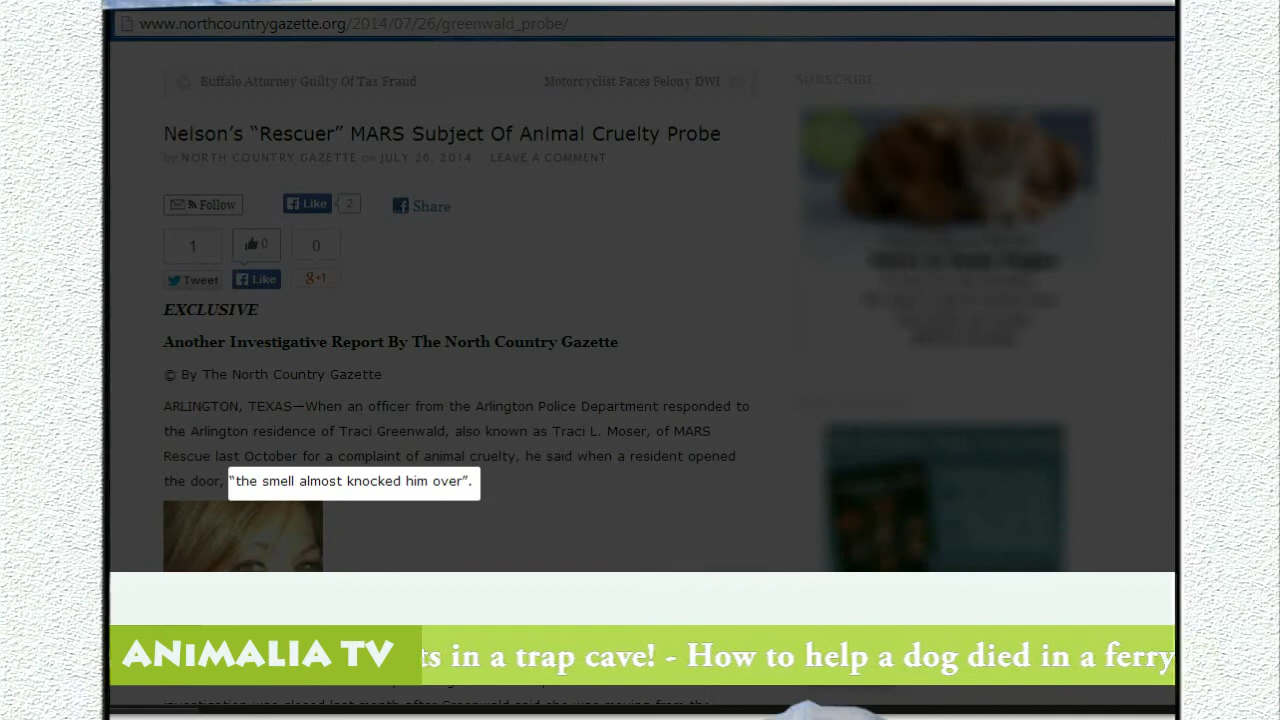 www.northcountrygazette.org/2014/07/26/greenwald_probe/
Buffalo Attorney Guilty Of Tax Fraud
Motorcyclist Faces Felony DWI
SUBSCRIBE
Nelson's “Rescuer” MARS Subject Of Animal Cruelty Probe
by NORTH COUNTRY GAZETTE on JULY 26, 2014 LEAVE A COMMENT
Follow
Like 2
Share
1 0 0
Tweet Like +1
EXCLUSIVE
Another Investigative Report By The North Country Gazette
© By The North Country Gazette
ARLINGTON, TEXAS—When an officer from the Arlington Police Department responded to
the Arlington residence of Traci Greenwald, also known as Traci L. Moser, of MARS
Rescue last October for a complaint of animal cruelty, he said when a resident opened
the door, “the smell almost knocked him over”.
ANIMALIA TV
ts in a trap cave! - How to help a dog died in a ferry